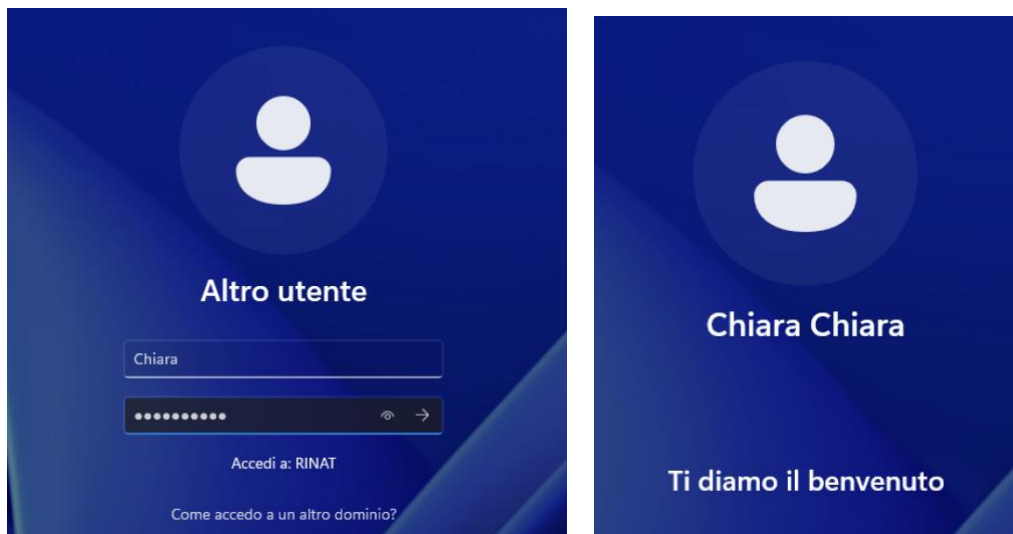 Altro utente
Chiara
Accedi a: RINAT
Come accedo a un altro dominio?
Chiara Chiara
Ti diamo il benvenuto